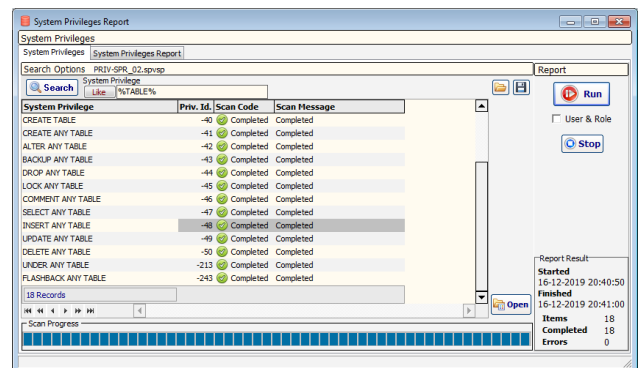 System Privileges Report
System Privileges
System Privileges System Privileges Report
Search Options PRIV-SPR_02.spvsp
Report
Search
System Privilege
Like %TABLE%
Run
System Privilege Priv. Id. Scan Code Scan Message
CREATE TABLE -40 Completed Completed
User & Role
CREATE ANY TABLE -41 Completed Completed
ALTER ANY TABLE -42 Completed Completed
Stop
BACKUP ANY TABLE -43 Completed Completed
DROP ANY TABLE -44 Completed Completed
LOCK ANY TABLE -45 Completed Completed
COMMENT ANY TABLE -46 Completed Completed
SELECT ANY TABLE -47 Completed Completed
INSERT ANY TABLE -48 Completed Completed
UPDATE ANY TABLE -49 Completed Completed
DELETE ANY TABLE -50 Completed Completed
UNDER ANY TABLE -213 Completed Completed
FLASHBACK ANY TABLE -243 Completed Completed
18 Records
Open
Report Result
Started
16-12-2019 20:40:50
Finished
16-12-2019 20:41:00
Items 18
Completed 18
Errors 0
Scan Progress